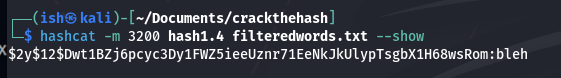 ┌──(ish㉿kali)-[~/Documents/crackthehash]
└─$ hashcat -m 3200 hash1.4 filteredwords.txt --show
$2y$12$Dwt1BZj6pcyc3Dy1FWZ5ieeUznr71EeNkJkUlypTsgbX1H68wsRom:bleh